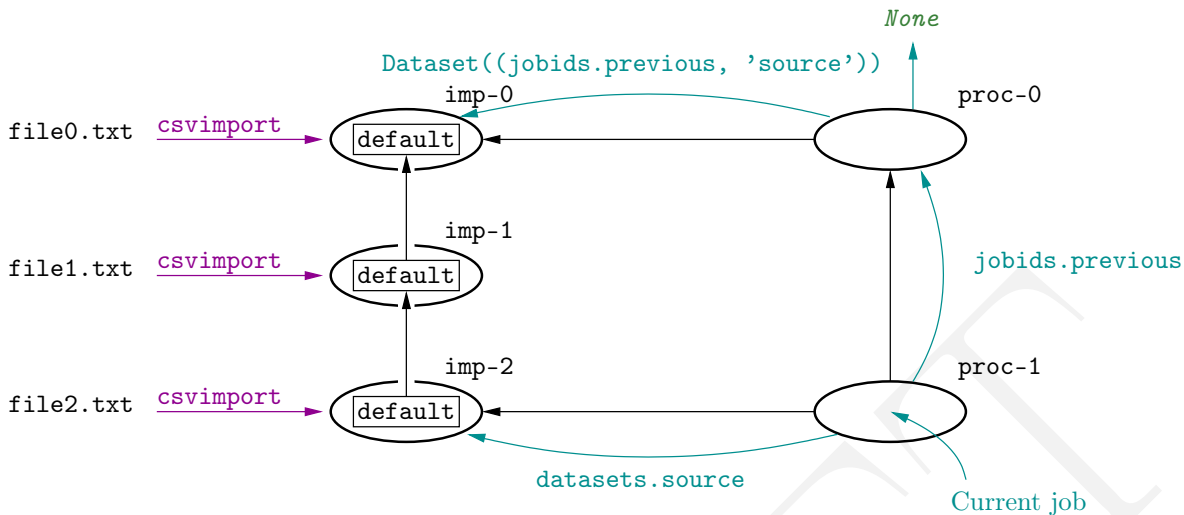 None
Dataset((jobids.previous, ’source’))
imp-0
proc-0
file0.txt
csvimport
default
imp-1
file1.txt
csvimport
default
jobids.previous
imp-2
proc-1
file2.txt
csvimport
default
datasets.source
Current job